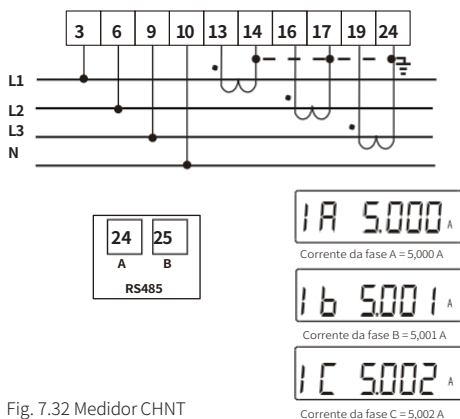 3 6 9 10 13 14 16 17 19 24
L1
L2
L3
N
24 25
A B
RS485
IA 5.000 A
Corrente da fase A = 5,000 A
Ib 5.001 A
Corrente da fase B = 5,001 A
IC 5.002 A
Corrente da fase C = 5,002 A
Fig. 7.32 Medidor CHNT